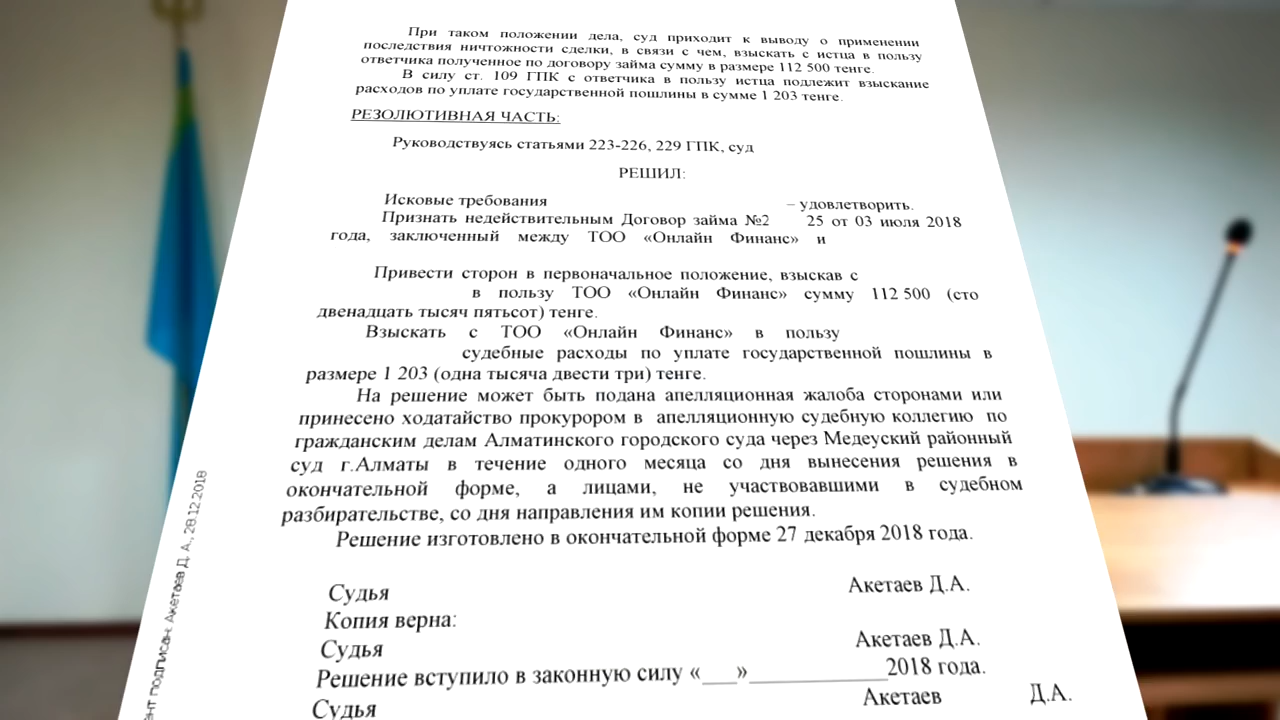 При таком положении дела, суд приходит к выводу о применении
последствия ничтожности сделки, в связи с чем, взыскать с истца в пользу
ответчика полученное по договору займа сумму в размере 112 500 тенге.
В силу ст. 109 ГПК с ответчика в пользу истца подлежит взыскание
расходов по уплате государственной пошлины в сумме 1 203 тенге.
РЕЗОЛЮТИВНАЯ ЧАСТЬ:
Руководствуясь статьями 223-226, 229 ГПК, суд
РЕШИЛ:
Исковые требования – удовлетворить.
Признать недействительным Договор займа №2 25 от 03 июля 2018
года, заключенный между ТОО «Онлайн Финанс» и
Привести сторон в первоначальное положение, взыскав с
в пользу ТОО «Онлайн Финанс» сумму 112 500 (сто
двенадцать тысяч пятьсот) тенге.
Взыскать с ТОО «Онлайн Финанс» в пользу
судебные расходы по уплате государственной пошлины в
размере 1 203 (одна тысяча двести три) тенге.
На решение может быть подана апелляционная жалоба сторонами или
принесено ходатайство прокурором в апелляционную судебную коллегию по
гражданским делам Алматинского городского суда через Медеуский районный
суд г.Алматы в течение одного месяца со дня вынесения решения в
окончательной форме, а лицами, не участвовавшими в судебном
разбирательстве, со дня направления им копии решения.
Решение изготовлено в окончательной форме 27 декабря 2018 года.
Судья Акетаев Д.А.
Копия верна:
Судья Акетаев Д.А.
Решение вступило в законную силу «___»_____________2018 года.
Судья Акетаев Д.А.
подписан: Акетаев Д. А., 28.12.2018